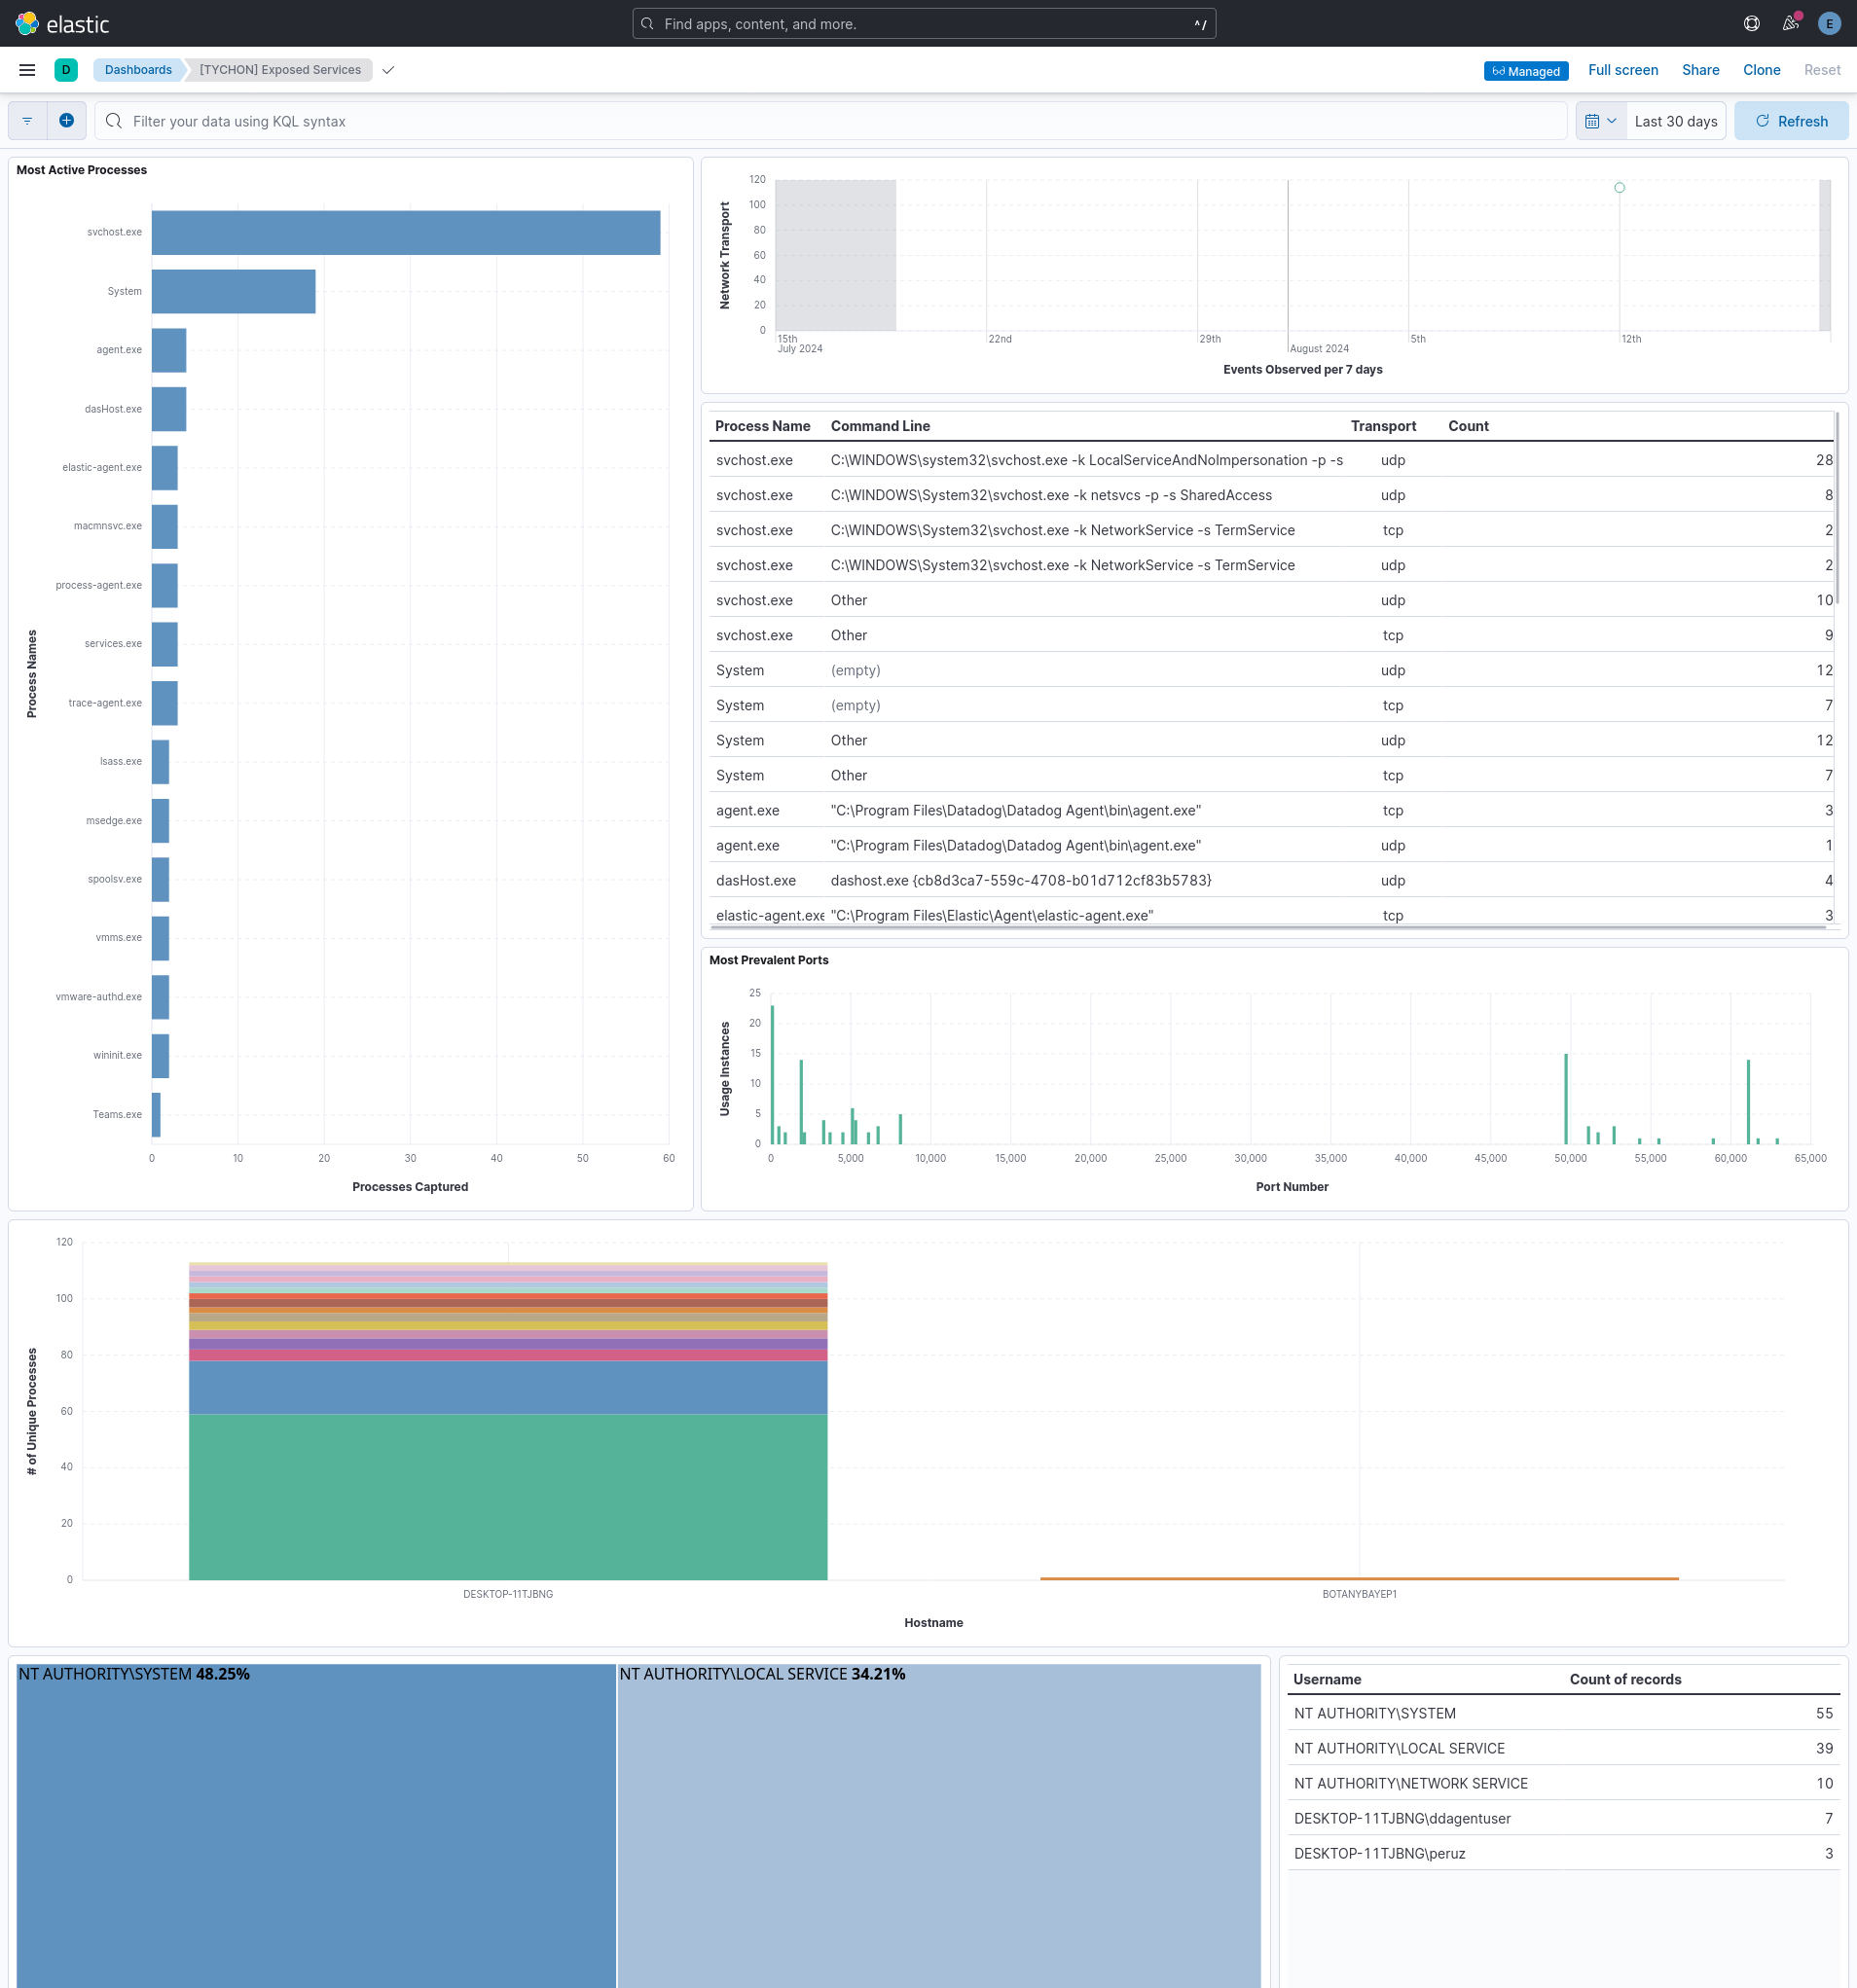 elastic
Find apps, content, and more.
^/
E
D
Dashboards
[TYCHON] Exposed Services
Managed
Full screen
Share
Clone
Reset
Filter your data using KQL syntax
Last 30 days
Refresh
Most Active Processes
Process Names
svchost.exe
System
agent.exe
dasHost.exe
elastic-agent.exe
macmnsvc.exe
process-agent.exe
services.exe
trace-agent.exe
lsass.exe
msedge.exe
spoolsv.exe
vmms.exe
vmware-authd.exe
wininit.exe
Teams.exe
0 10 20 30 40 50 60
Processes Captured
Network Transport
120
100
80
60
40
20
0
15th 22nd 29th 5th 12th
July 2024 August 2024
Events Observed per 7 days
Process Name Command Line Transport Count
svchost.exe C:\WINDOWS\system32\svchost.exe -k LocalServiceAndNoImpersonation -p -s udp 28
svchost.exe C:\WINDOWS\System32\svchost.exe -k netsvcs -p -s SharedAccess udp 8
svchost.exe C:\WINDOWS\System32\svchost.exe -k NetworkService -s TermService tcp 2
svchost.exe C:\WINDOWS\System32\svchost.exe -k NetworkService -s TermService udp 2
svchost.exe Other udp 10
svchost.exe Other tcp 9
System (empty) udp 12
System (empty) tcp 7
System Other udp 12
System Other tcp 7
agent.exe "C:\Program Files\Datadog\Datadog Agent\bin\agent.exe" tcp 3
agent.exe "C:\Program Files\Datadog\Datadog Agent\bin\agent.exe" udp 1
dasHost.exe dashost.exe {cb8d3ca7-559c-4708-b01d712cf83b5783} udp 4
elastic-agent.exe "C:\Program Files\Elastic\Agent\elastic-agent.exe" tcp 3
Most Prevalent Ports
Usage Instances
25
20
15
10
5
0
0 5,000 10,000 15,000 20,000 25,000 30,000 35,000 40,000 45,000 50,000 55,000 60,000 65,000
Port Number
# of Unique Processes
120
100
80
60
40
20
0
DESKTOP-11TJBNG BOTANYBAYEP1
Hostname
NT AUTHORITY\SYSTEM 48.25%
NT AUTHORITY\LOCAL SERVICE 34.21%
Username Count of records
NT AUTHORITY\SYSTEM 55
NT AUTHORITY\LOCAL SERVICE 39
NT AUTHORITY\NETWORK SERVICE 10
DESKTOP-11TJBNG\ddagentuser 7
DESKTOP-11TJBNG\peruz 3